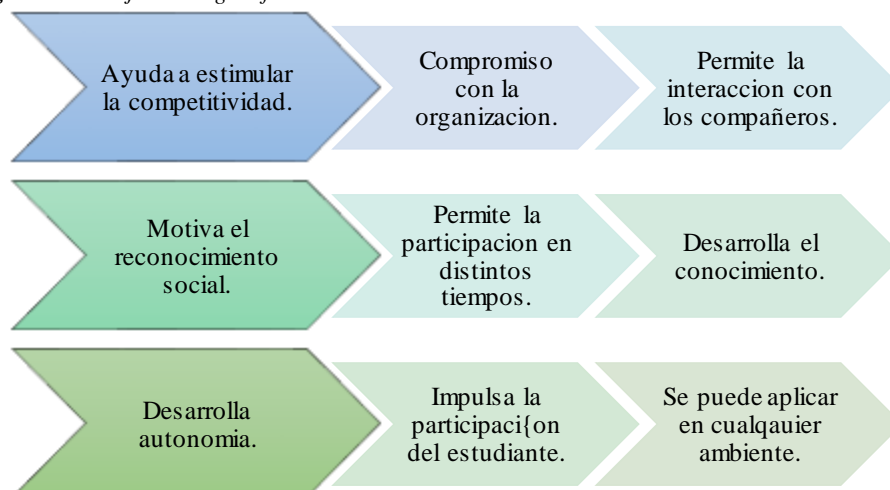 Ayuda a estimular
la competitividad.
Compromiso
con la
organizacion.
Permite la
interaccion con
los compañeros.
Motiva el
reconocimiento
social.
Permite la
participacion en
distintos
tiempos.
Desarrolla el
conocimiento.
Desarrolla
autonomia.
Impulsa la
participaci{on
del estudiante.
Se puede aplicar
en cualqauier
ambiente.